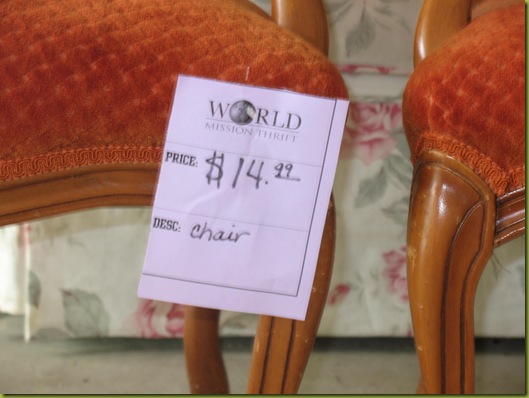 WORLD
MISSION THRIFT
PRICE: $14.99
DESC: chair